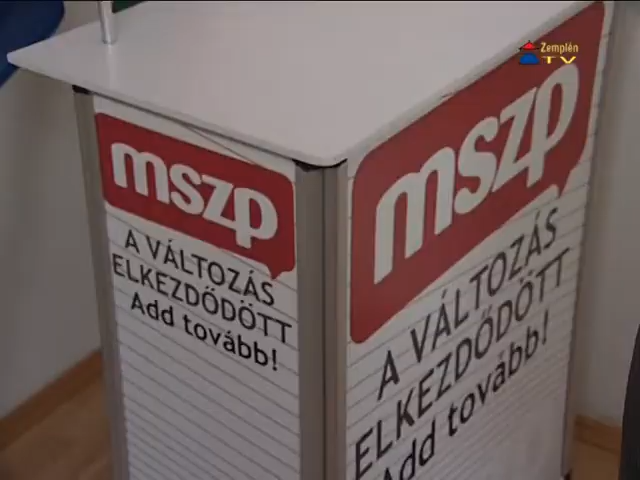 Zemplén
TV
mszp
A VÁLTOZÁS
ELKEZDŐDÖTT
Add tovább!
mszp
A VÁLTOZÁS
ELKEZDŐDÖTT
Add tovább!